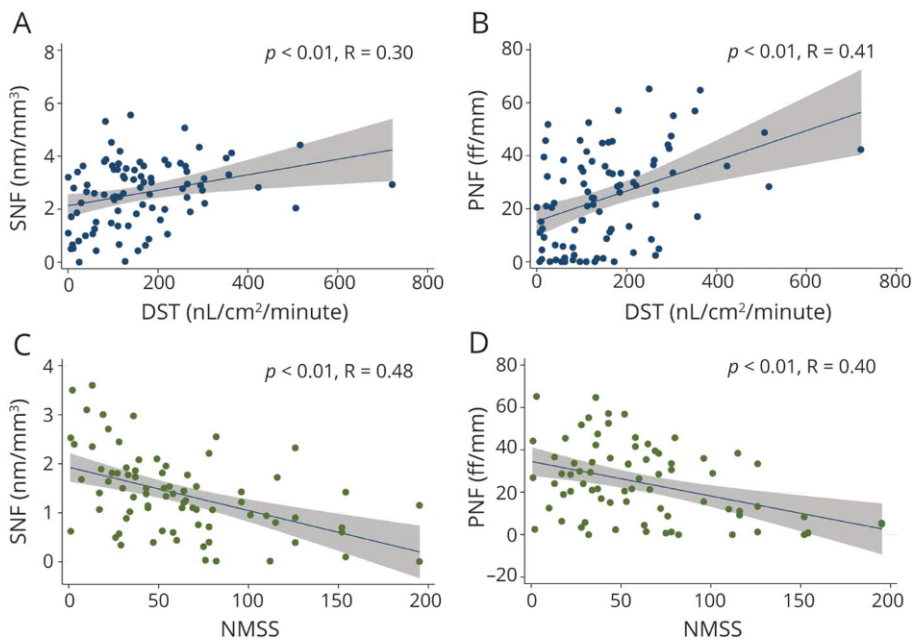 A
p < 0.01, R = 0.30
SNF (nm/mm³)
8
6
4
2
0
0 200 400 600 800
DST (nL/cm²/minute)
B
p < 0.01, R = 0.41
PNF (ff/mm)
80
60
40
20
0
0 200 400 600 800
DST (nL/cm²/minute)
C
p < 0.01, R = 0.48
SNF (nm/mm³)
4
3
2
1
0
0 50 100 150 200
NMSS
D
p < 0.01, R = 0.40
PNF (ff/mm)
80
60
40
20
0
−20
0 50 100 150 200
NMSS